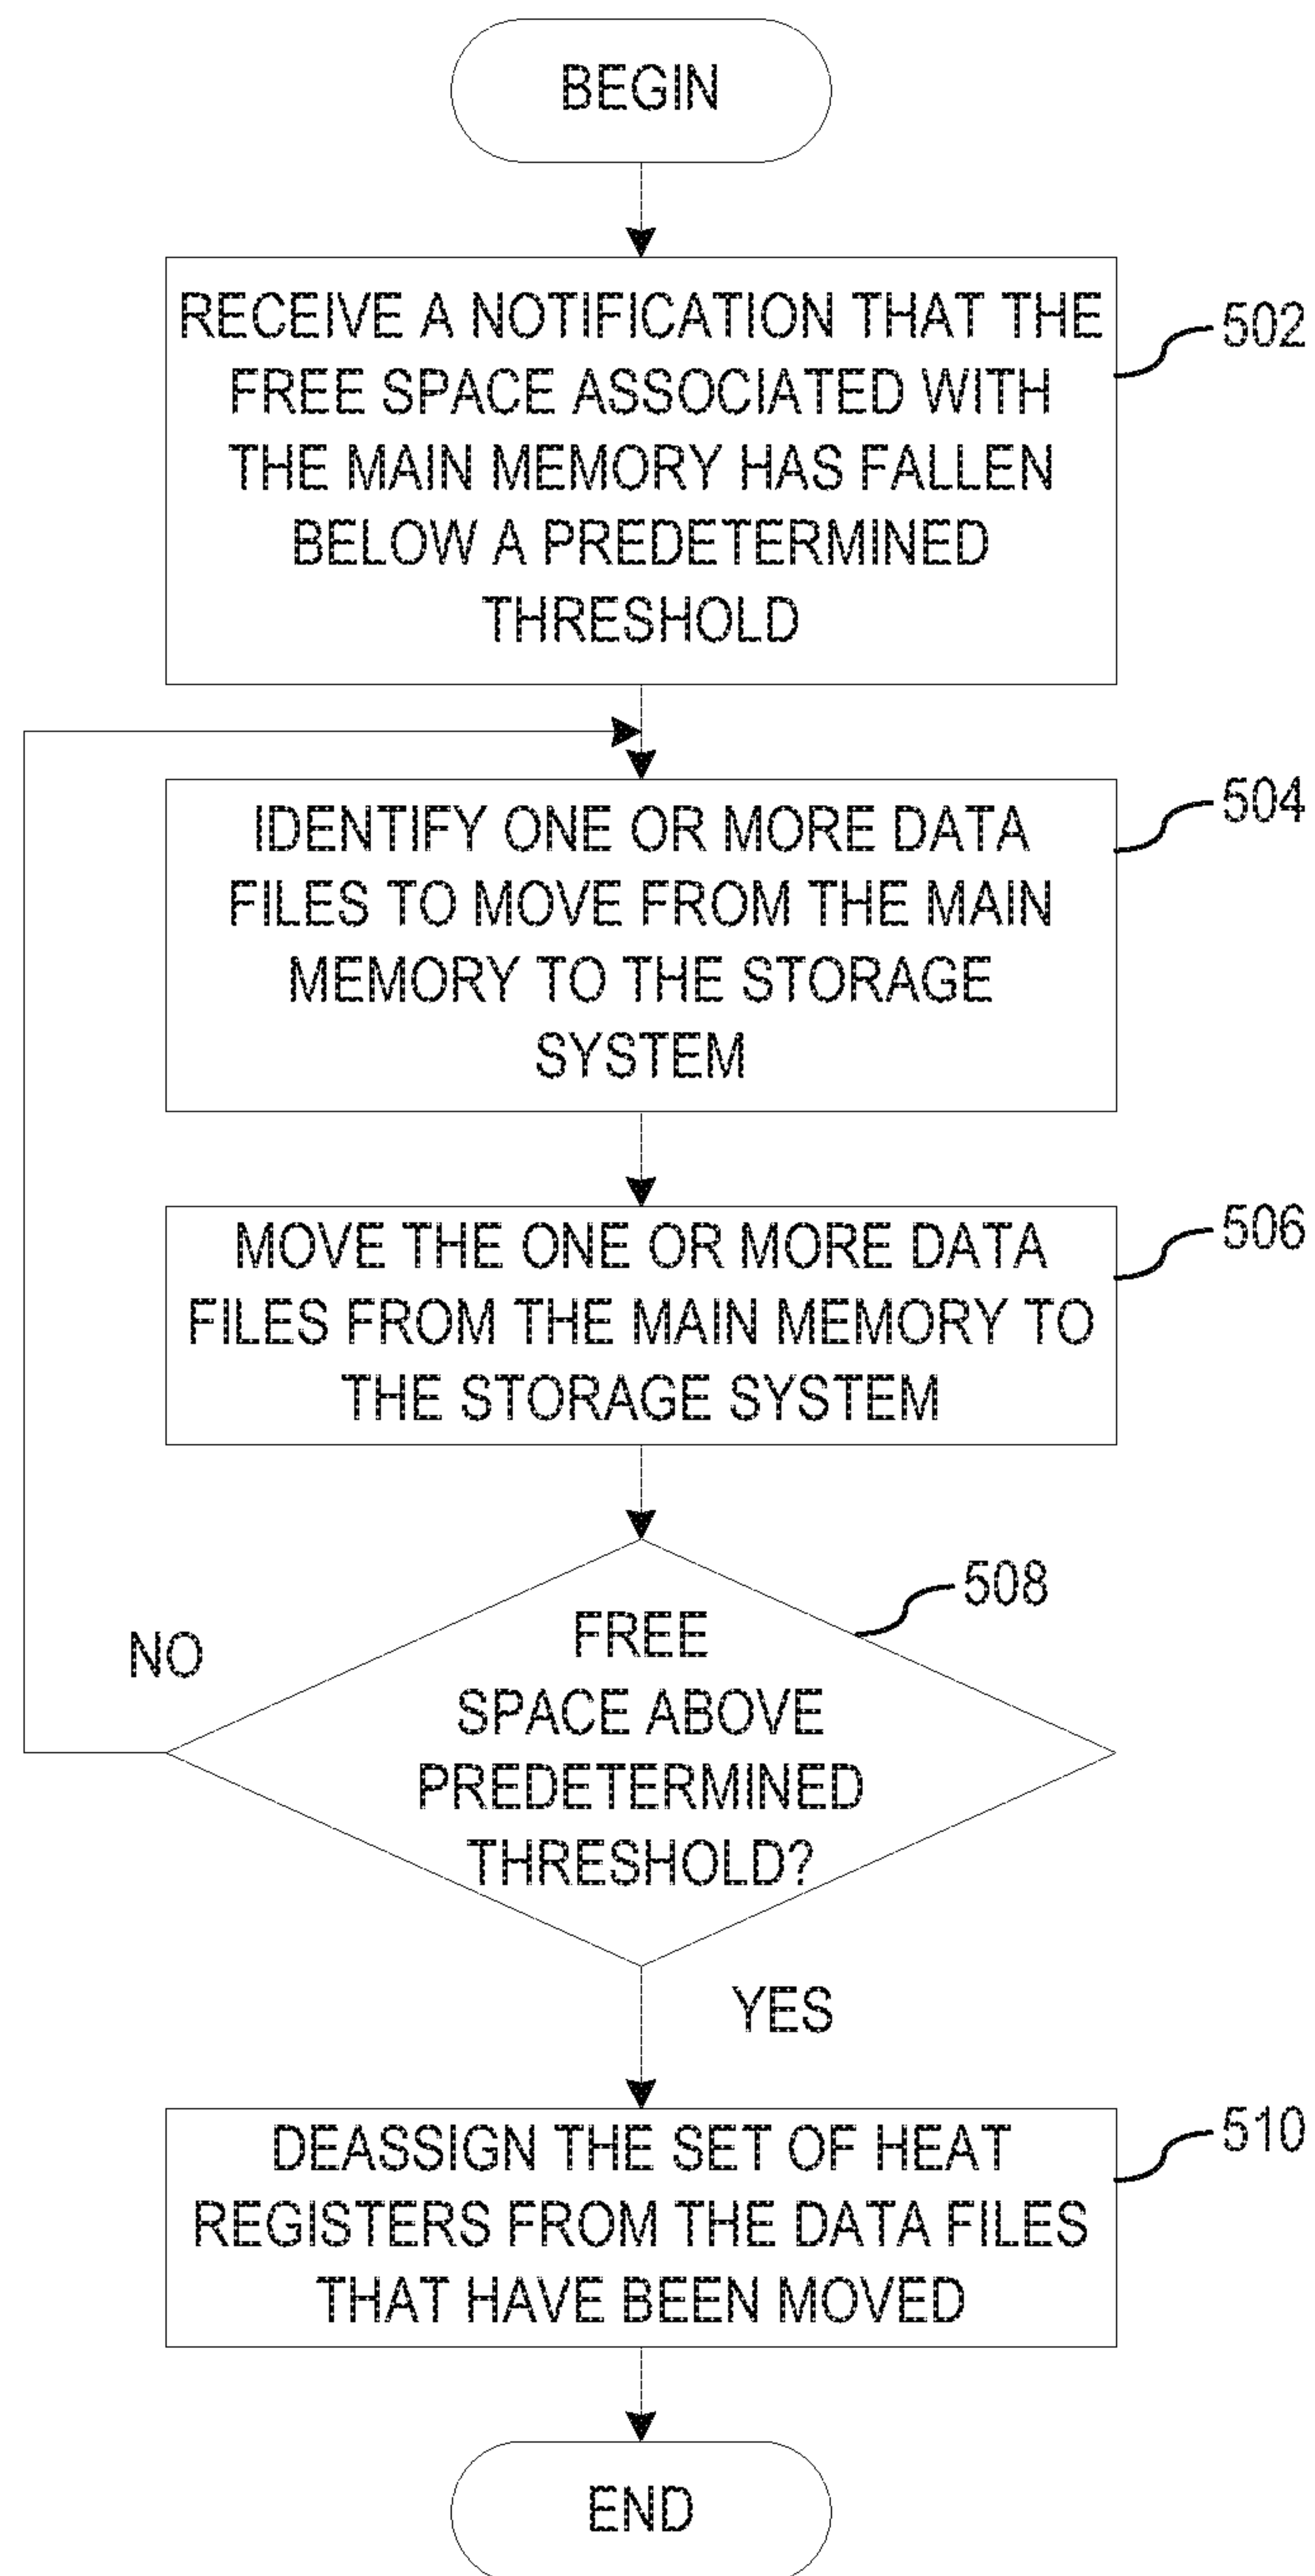 BEGIN
RECEIVE A NOTIFICATION THAT THE
FREE SPACE ASSOCIATED WITH
THE MAIN MEMORY HAS FALLEN
BELOW A PREDETERMINED
THRESHOLD
502
IDENTIFY ONE OR MORE DATA
FILES TO MOVE FROM THE MAIN
MEMORY TO THE STORAGE
SYSTEM
504
MOVE THE ONE OR MORE DATA
FILES FROM THE MAIN MEMORY TO
THE STORAGE SYSTEM
506
FREE
SPACE ABOVE
PREDETERMINED
THRESHOLD?
508
NO
YES
DEASSIGN THE SET OF HEAT
REGISTERS FROM THE DATA FILES
THAT HAVE BEEN MOVED
510
END